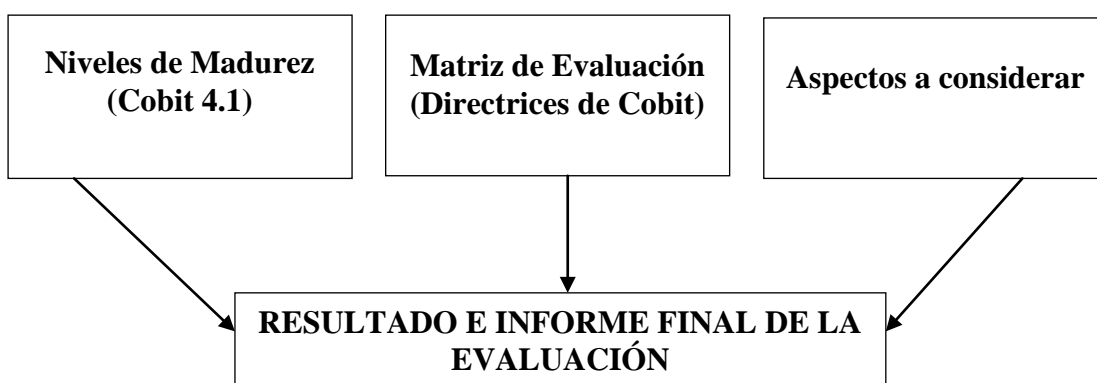 Niveles de Madurez
(Cobit 4.1)
Matriz de Evaluación
(Directrices de Cobit)
Aspectos a considerar
RESULTADO E INFORME FINAL DE LA
EVALUACIÓN